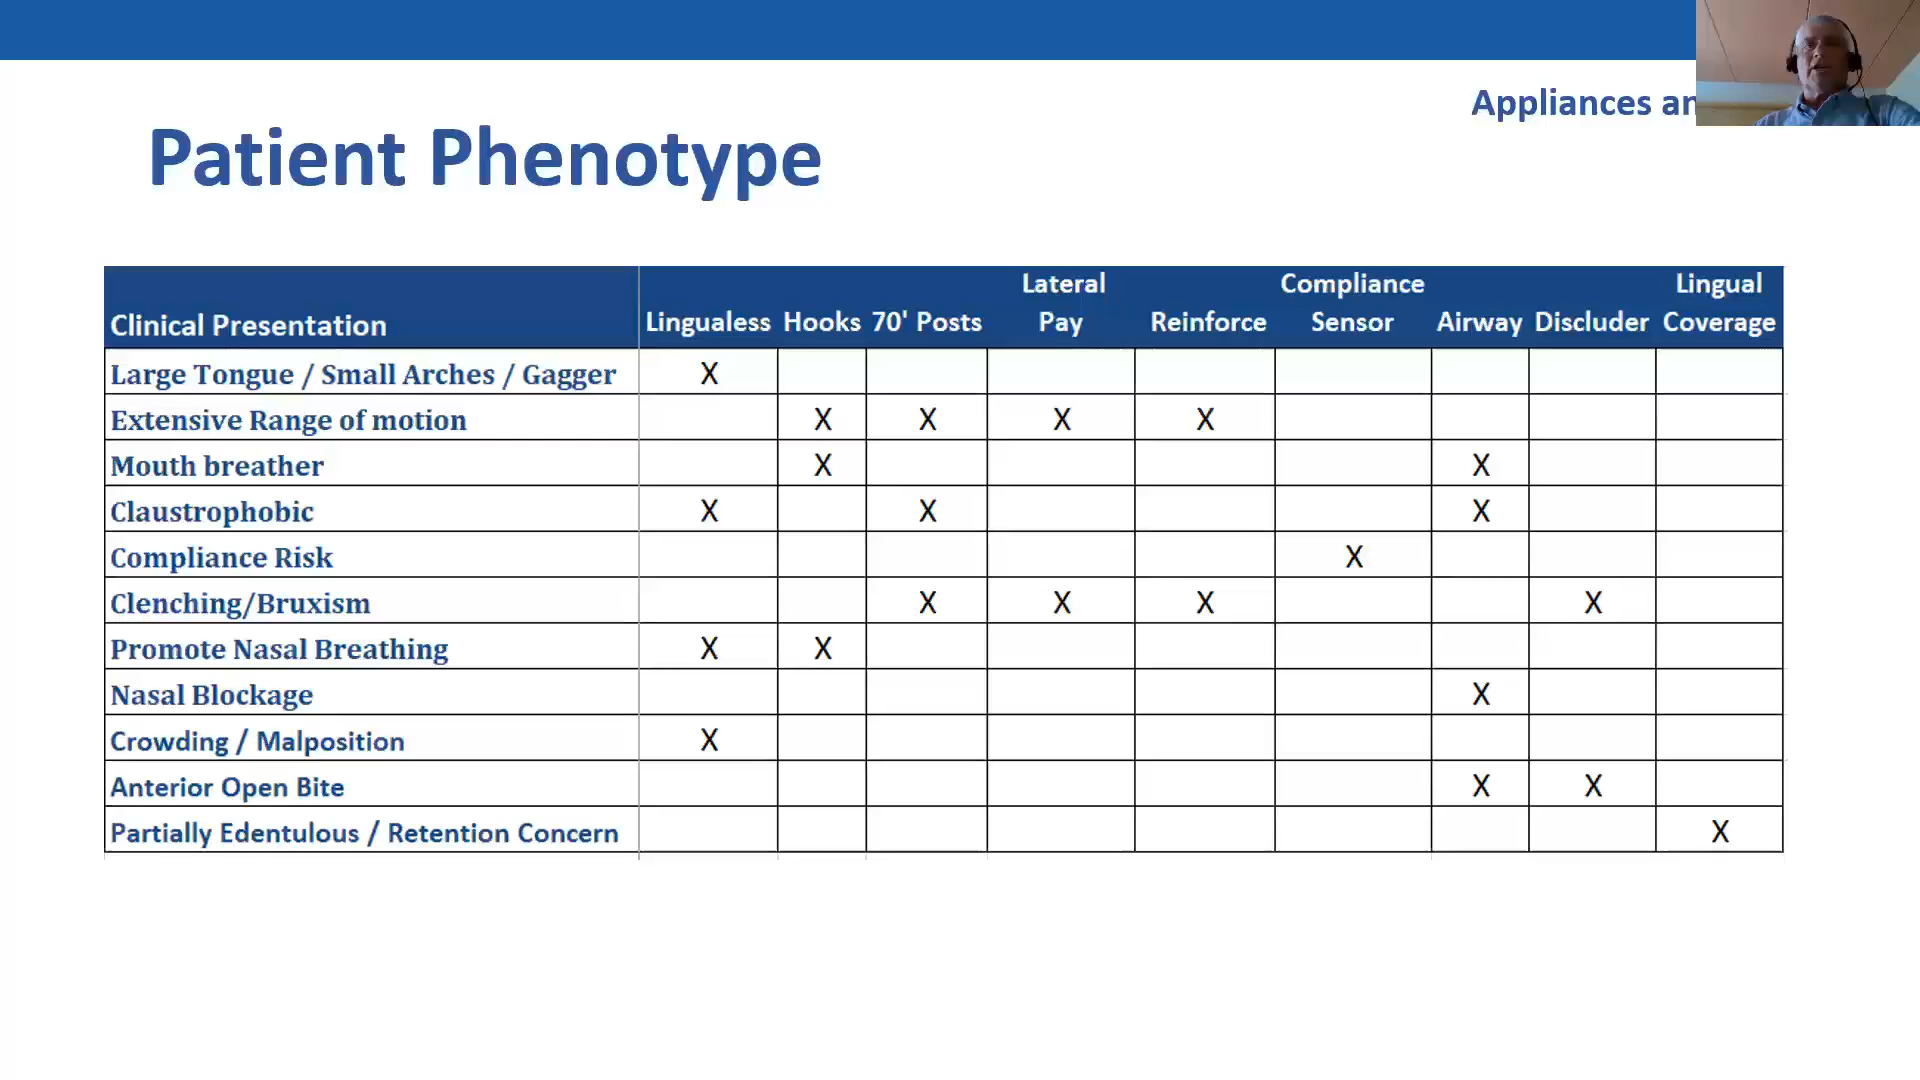 Appliances an
Patient Phenotype
Clinical Presentation Lingualess Hooks 70' Posts Lateral Pay Reinforce Compliance Sensor Airway Discluder Lingual Coverage
Large Tongue / Small Arches / Gagger X
Extensive Range of motion X X X X
Mouth breather X X
Claustrophobic X X X
Compliance Risk X
Clenching/Bruxism X X X X
Promote Nasal Breathing X X
Nasal Blockage X
Crowding / Malposition X
Anterior Open Bite X X
Partially Edentulous / Retention Concern X